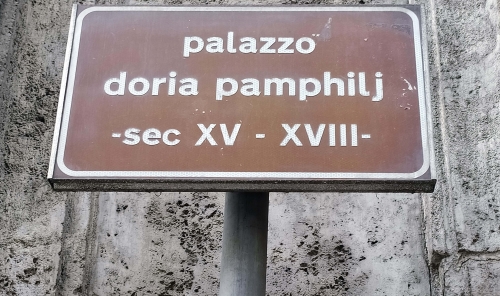 palazzo
doria pamphilj
-sec XV - XVIII-